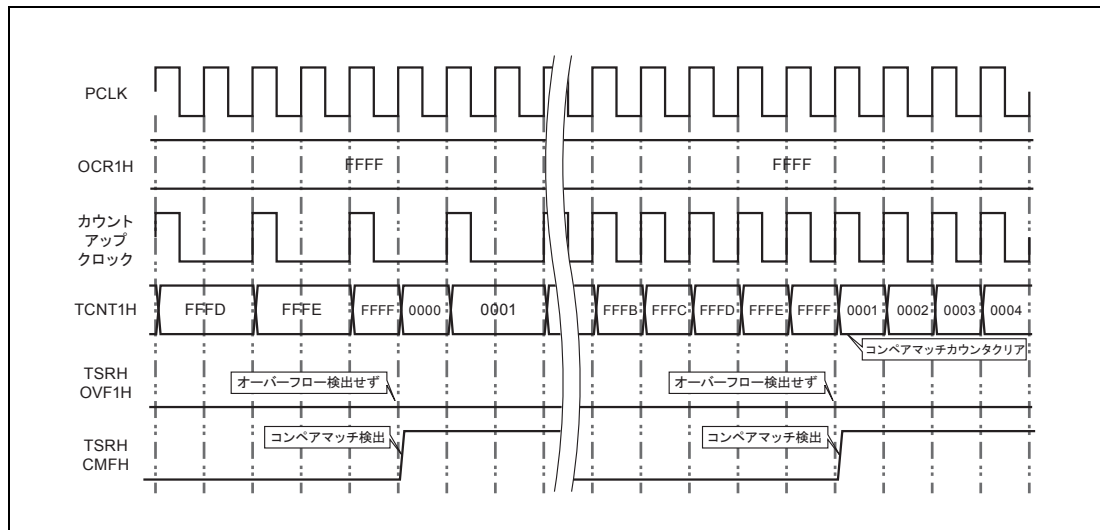 PCLK
OCR1H
FFFF
FFFF
カウント
アップ
クロック
TCNT1H
FFFD
FFFE
FFFF
0000
0001
FFFB
FFFC
FFFD
FFFE
FFFF
0001
0002
0003
0004
コンペアマッチカウンタクリア
TSRH
OVF1H
オーバーフロー検出せず
オーバーフロー検出せず
TSRH
CMFH
コンペアマッチ検出
コンペアマッチ検出